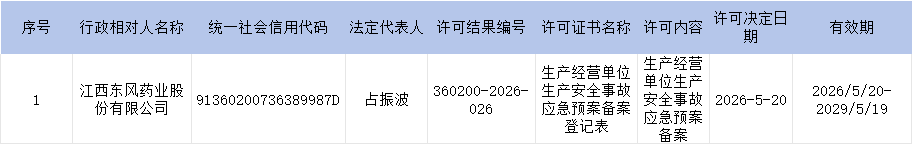 序号 行政相对人名称 统一社会信用代码 法定代表人 许可结果编号 许可证书名称 许可内容 许可决定日期 有效期
1 江西东风药业股份有限公司 91360200736389987D 占振波 360200-2026-026 生产经营单位生产安全事故应急预案备案登记表 生产经营单位生产安全事故应急预案备案 2026-5-20 2026/5/20-2029/5/19